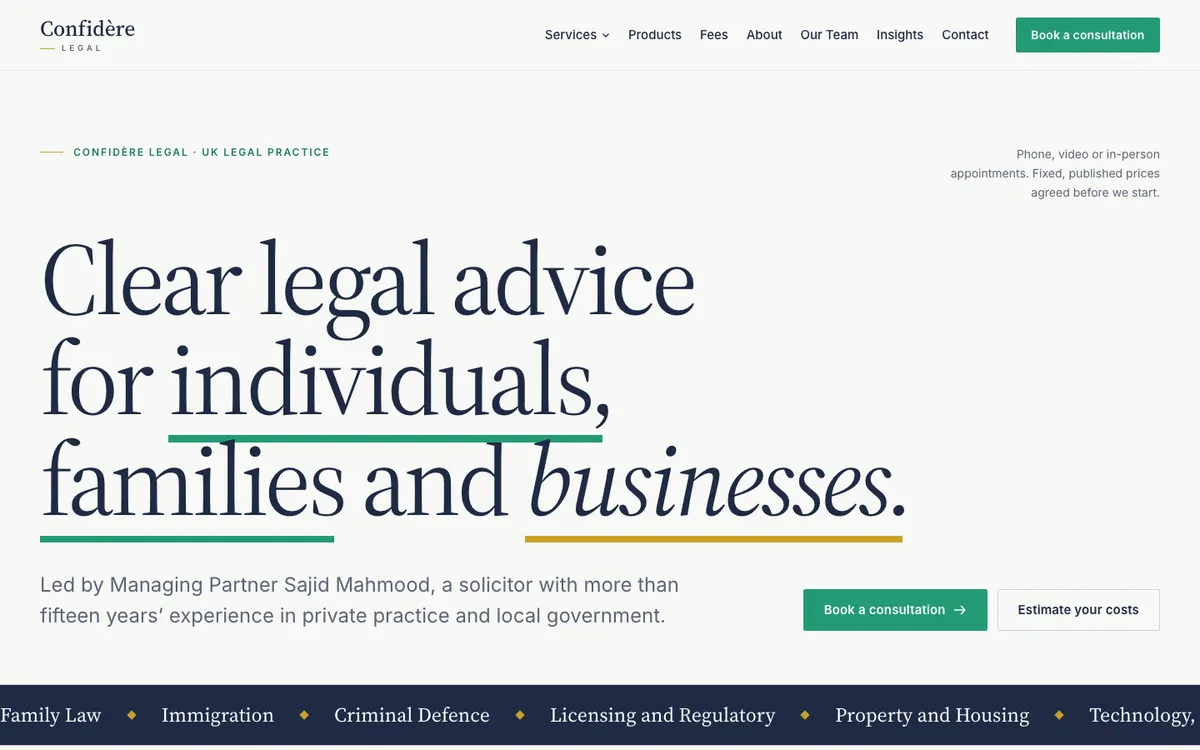 Confidère
LEGAL
Services
Products
Fees
About
Our Team
Insights
Contact
Book a consultation
CONFIDÈRE LEGAL · UK LEGAL PRACTICE
Phone, video or in-person
appointments. Fixed, published prices
agreed before we start.
Clear legal advice
for individuals,
families and businesses.
Led by Managing Partner Sajid Mahmood, a solicitor with more than
fifteen years’ experience in private practice and local government.
Book a consultation →
Estimate your costs
Family Law ◆ Immigration ◆ Criminal Defence ◆ Licensing and Regulatory ◆ Property and Housing ◆ Technology,